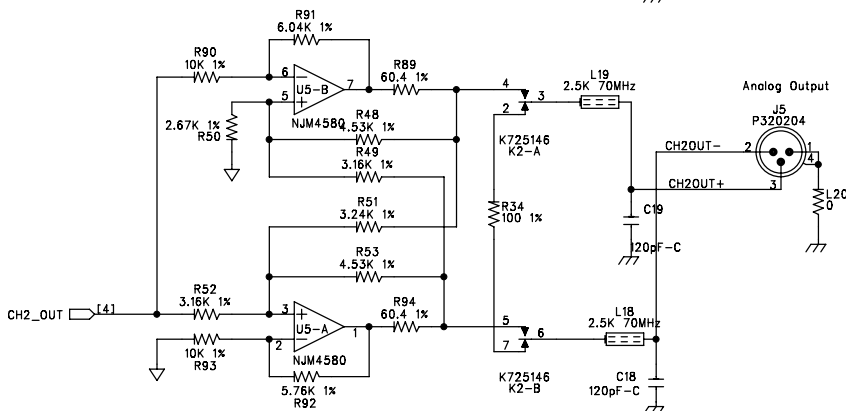 R91
6.04K 1%
R90
10K 1%
6
7
U5-B
5
NJM4580
R89
60.4 1%
2.67K 1%
R50
R48
4.53K 1%
R49
3.16K 1%
R51
3.24K 1%
R53
4.53K 1%
4
3
2
K725146
K2-A
L19
2.5K 70MHz
R34
100 1%
Analog Output
J5
P320204
2
1
4
3
CH2OUT-
CH2OUT+
L20
0
C19
120pF-C
CH2_OUT
[4]
R52
3.16K 1%
3
1
U5-A
2
NJM4580
10K 1%
R93
5.76K 1%
R92
R94
60.4 1%
5
6
7
K725146
K2-B
L18
2.5K 70MHz
C18
120pF-C